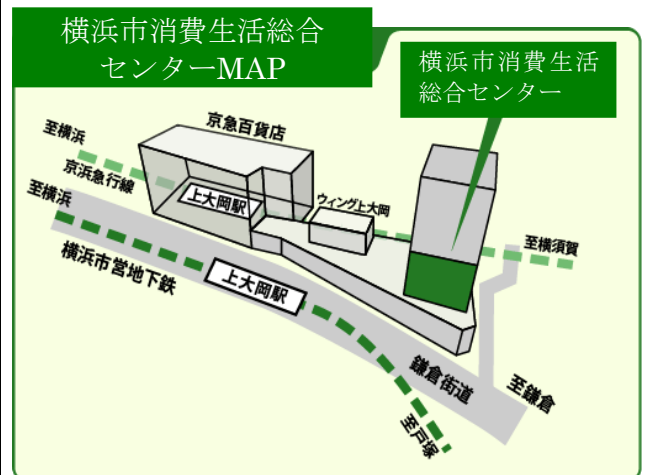 横浜市消費生活総合
センターMAP
横浜市消費生活
総合センター
京急百貨店
至横浜
京浜急行線
上大岡駅
ウィング上大岡
至横浜
至横須賀
横浜市営地下鉄
上大岡駅
鎌倉街道
至鎌倉
至戸塚